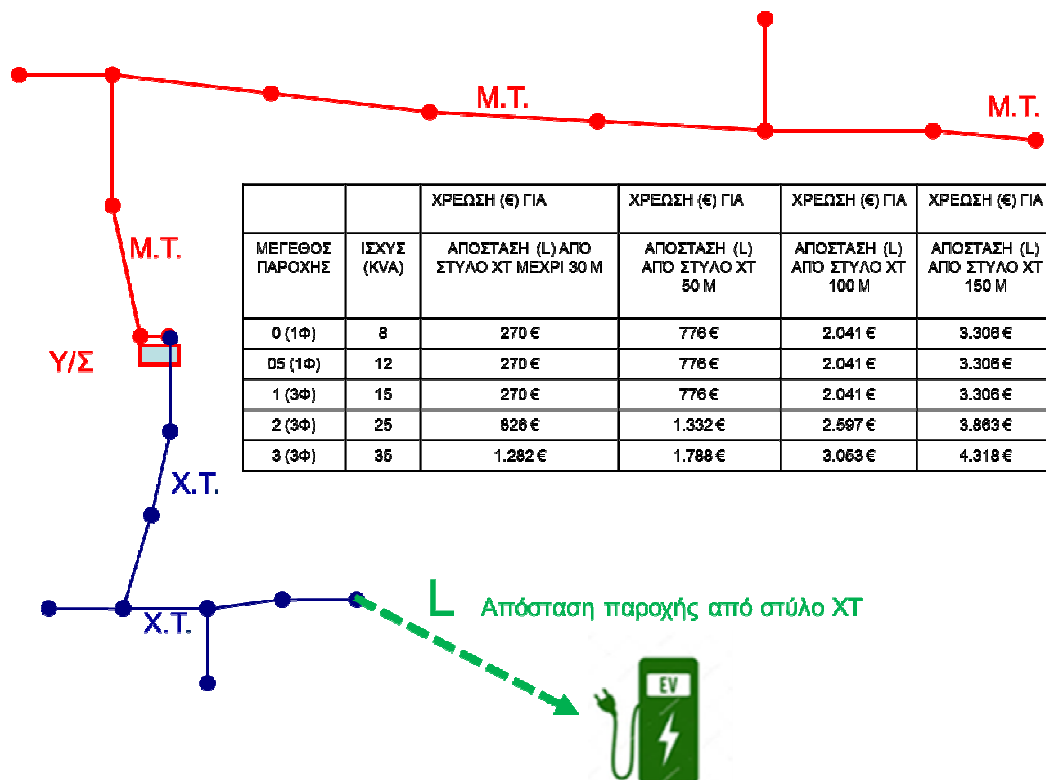 Μ.Τ.
Μ.Τ.
ΧΡΕΩΣΗ (€) ΓΙΑ ΧΡΕΩΣΗ (€) ΓΙΑ ΧΡΕΩΣΗ (€) ΓΙΑ ΧΡΕΩΣΗ (€) ΓΙΑ
ΜΕΓΕΘΟΣ ΙΣΧΥΣ ΑΠΟΣΤΑΣΗ (L) ΑΠΟ ΑΠΟΣΤΑΣΗ (L) ΑΠΟΣΤΑΣΗ (L) ΑΠΟΣΤΑΣΗ (L)
ΠΑΡΟΧΗΣ (KVA) ΣΤΥΛΟ ΧΤ ΜΕΧΡΙ 30 Μ ΑΠΟ ΣΤΥΛΟ ΧΤ ΑΠΟ ΣΤΥΛΟ ΧΤ ΑΠΟ ΣΤΥΛΟ ΧΤ
50 Μ 100 Μ 150 Μ
0 (1Φ) 8 270 € 776 € 2.041 € 3.306 €
05 (1Φ) 12 270 € 776 € 2.041 € 3.306 €
1 (3Φ) 15 270 € 776 € 2.041 € 3.306 €
2 (3Φ) 25 826 € 1.332 € 2.597 € 3.863 €
3 (3Φ) 35 1.282 € 1.788 € 3.053 € 4.318 €
Μ.Τ.
Υ/Σ
Χ.Τ.
Χ.Τ.
L Απόσταση παροχής από στύλο ΧΤ
EV